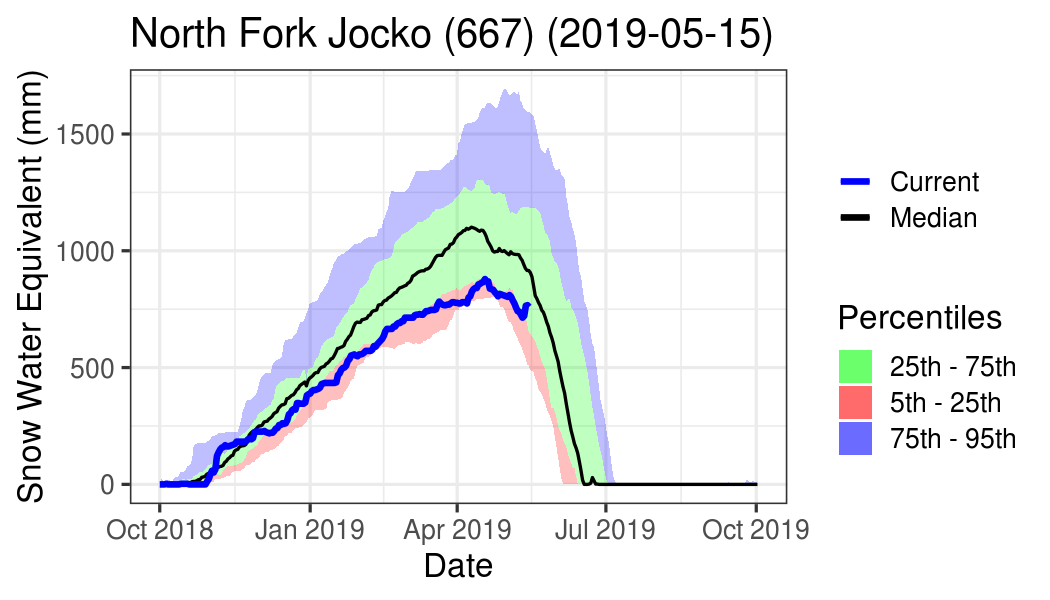 North Fork Jocko (667) (2019-05-15)
Snow Water Equivalent (mm)
1500
1000
500
0
Oct 2018
Jan 2019
Apr 2019
Jul 2019
Oct 2019
Date
Current
Median
Percentiles
25th - 75th
5th - 25th
75th - 95th